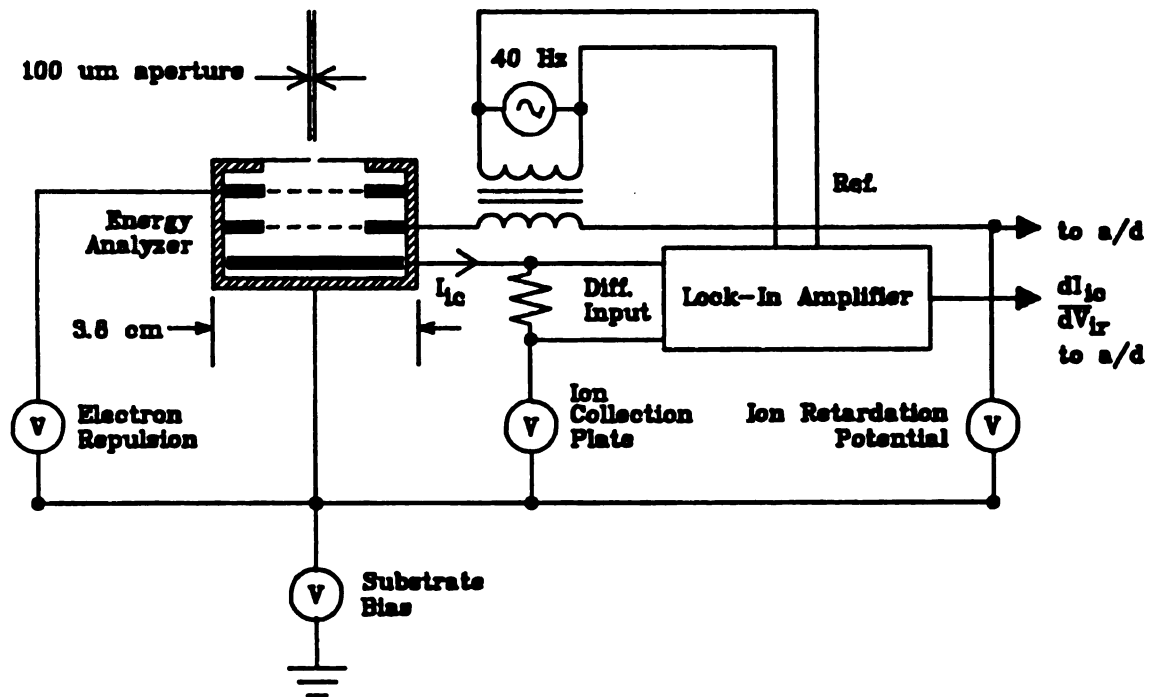 100 um aperture
40 Hz
Ref.
Energy
Analyzer
to a/d
I_ic
Diff.
Input
Lock-In Amplifier
dI_ic
dV_ir
to a/d
3.8 cm
V
Electron
Repulsion
V
Ion
Collection
Plate
Ion Retardation
Potential
V
V
Substrate
Bias